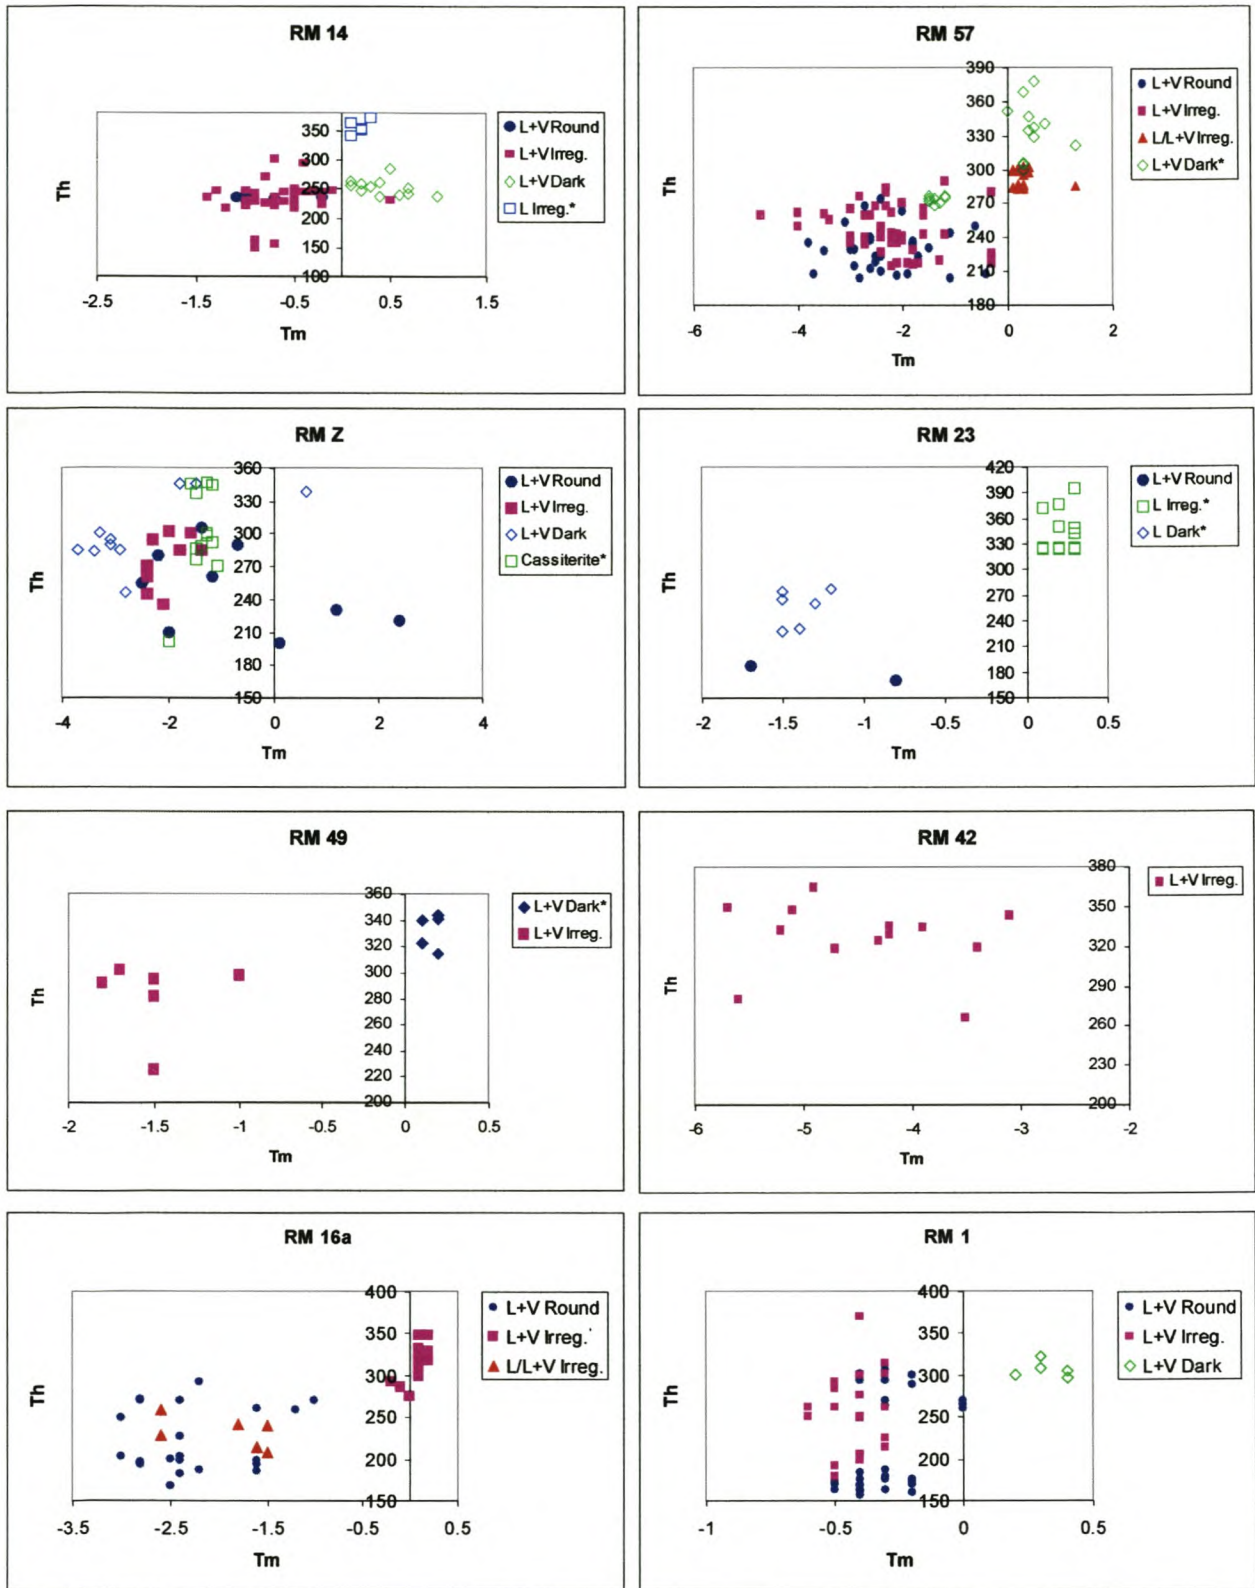 RM 14
Th
350
300
250
200
150
100
-2.5 -1.5 -0.5 0.5 1.5
Tm
L+V Round
L+V Irreg.
L+V Dark
L Irreg.*
RM 57
Th
390
360
330
300
270
240
210
180
-6 -4 -2 0 2
Tm
L+V Round
L+V Irreg.
L/L+V Irreg.
L+V Dark*
RM Z
Th
360
330
300
270
240
210
180
150
-4 -2 0 2 4
Tm
L+V Round
L+V Irreg.
L+V Dark
Cassiterite*
RM 23
Th
420
390
360
330
300
270
240
210
180
150
-2 -1.5 -1 -0.5 0 0.5
Tm
L+V Round
L Irreg.*
L Dark*
RM 49
Th
360
340
320
300
280
260
240
220
200
-2 -1.5 -1 -0.5 0 0.5
Tm
L+V Dark*
L+V Irreg.
RM 42
Th
380
350
320
290
260
230
200
-6 -5 -4 -3 -2
Tm
L+V Irreg.
RM 16a
Th
400
350
300
250
200
150
-3.5 -2.5 -1.5 -0.5 0.5
Tm
L+V Round
L+V Irreg.
L/L+V Irreg.
RM 1
Th
400
350
300
250
200
150
-1 -0.5 0 0.5
Tm
L+V Round
L+V Irreg.
L+V Dark